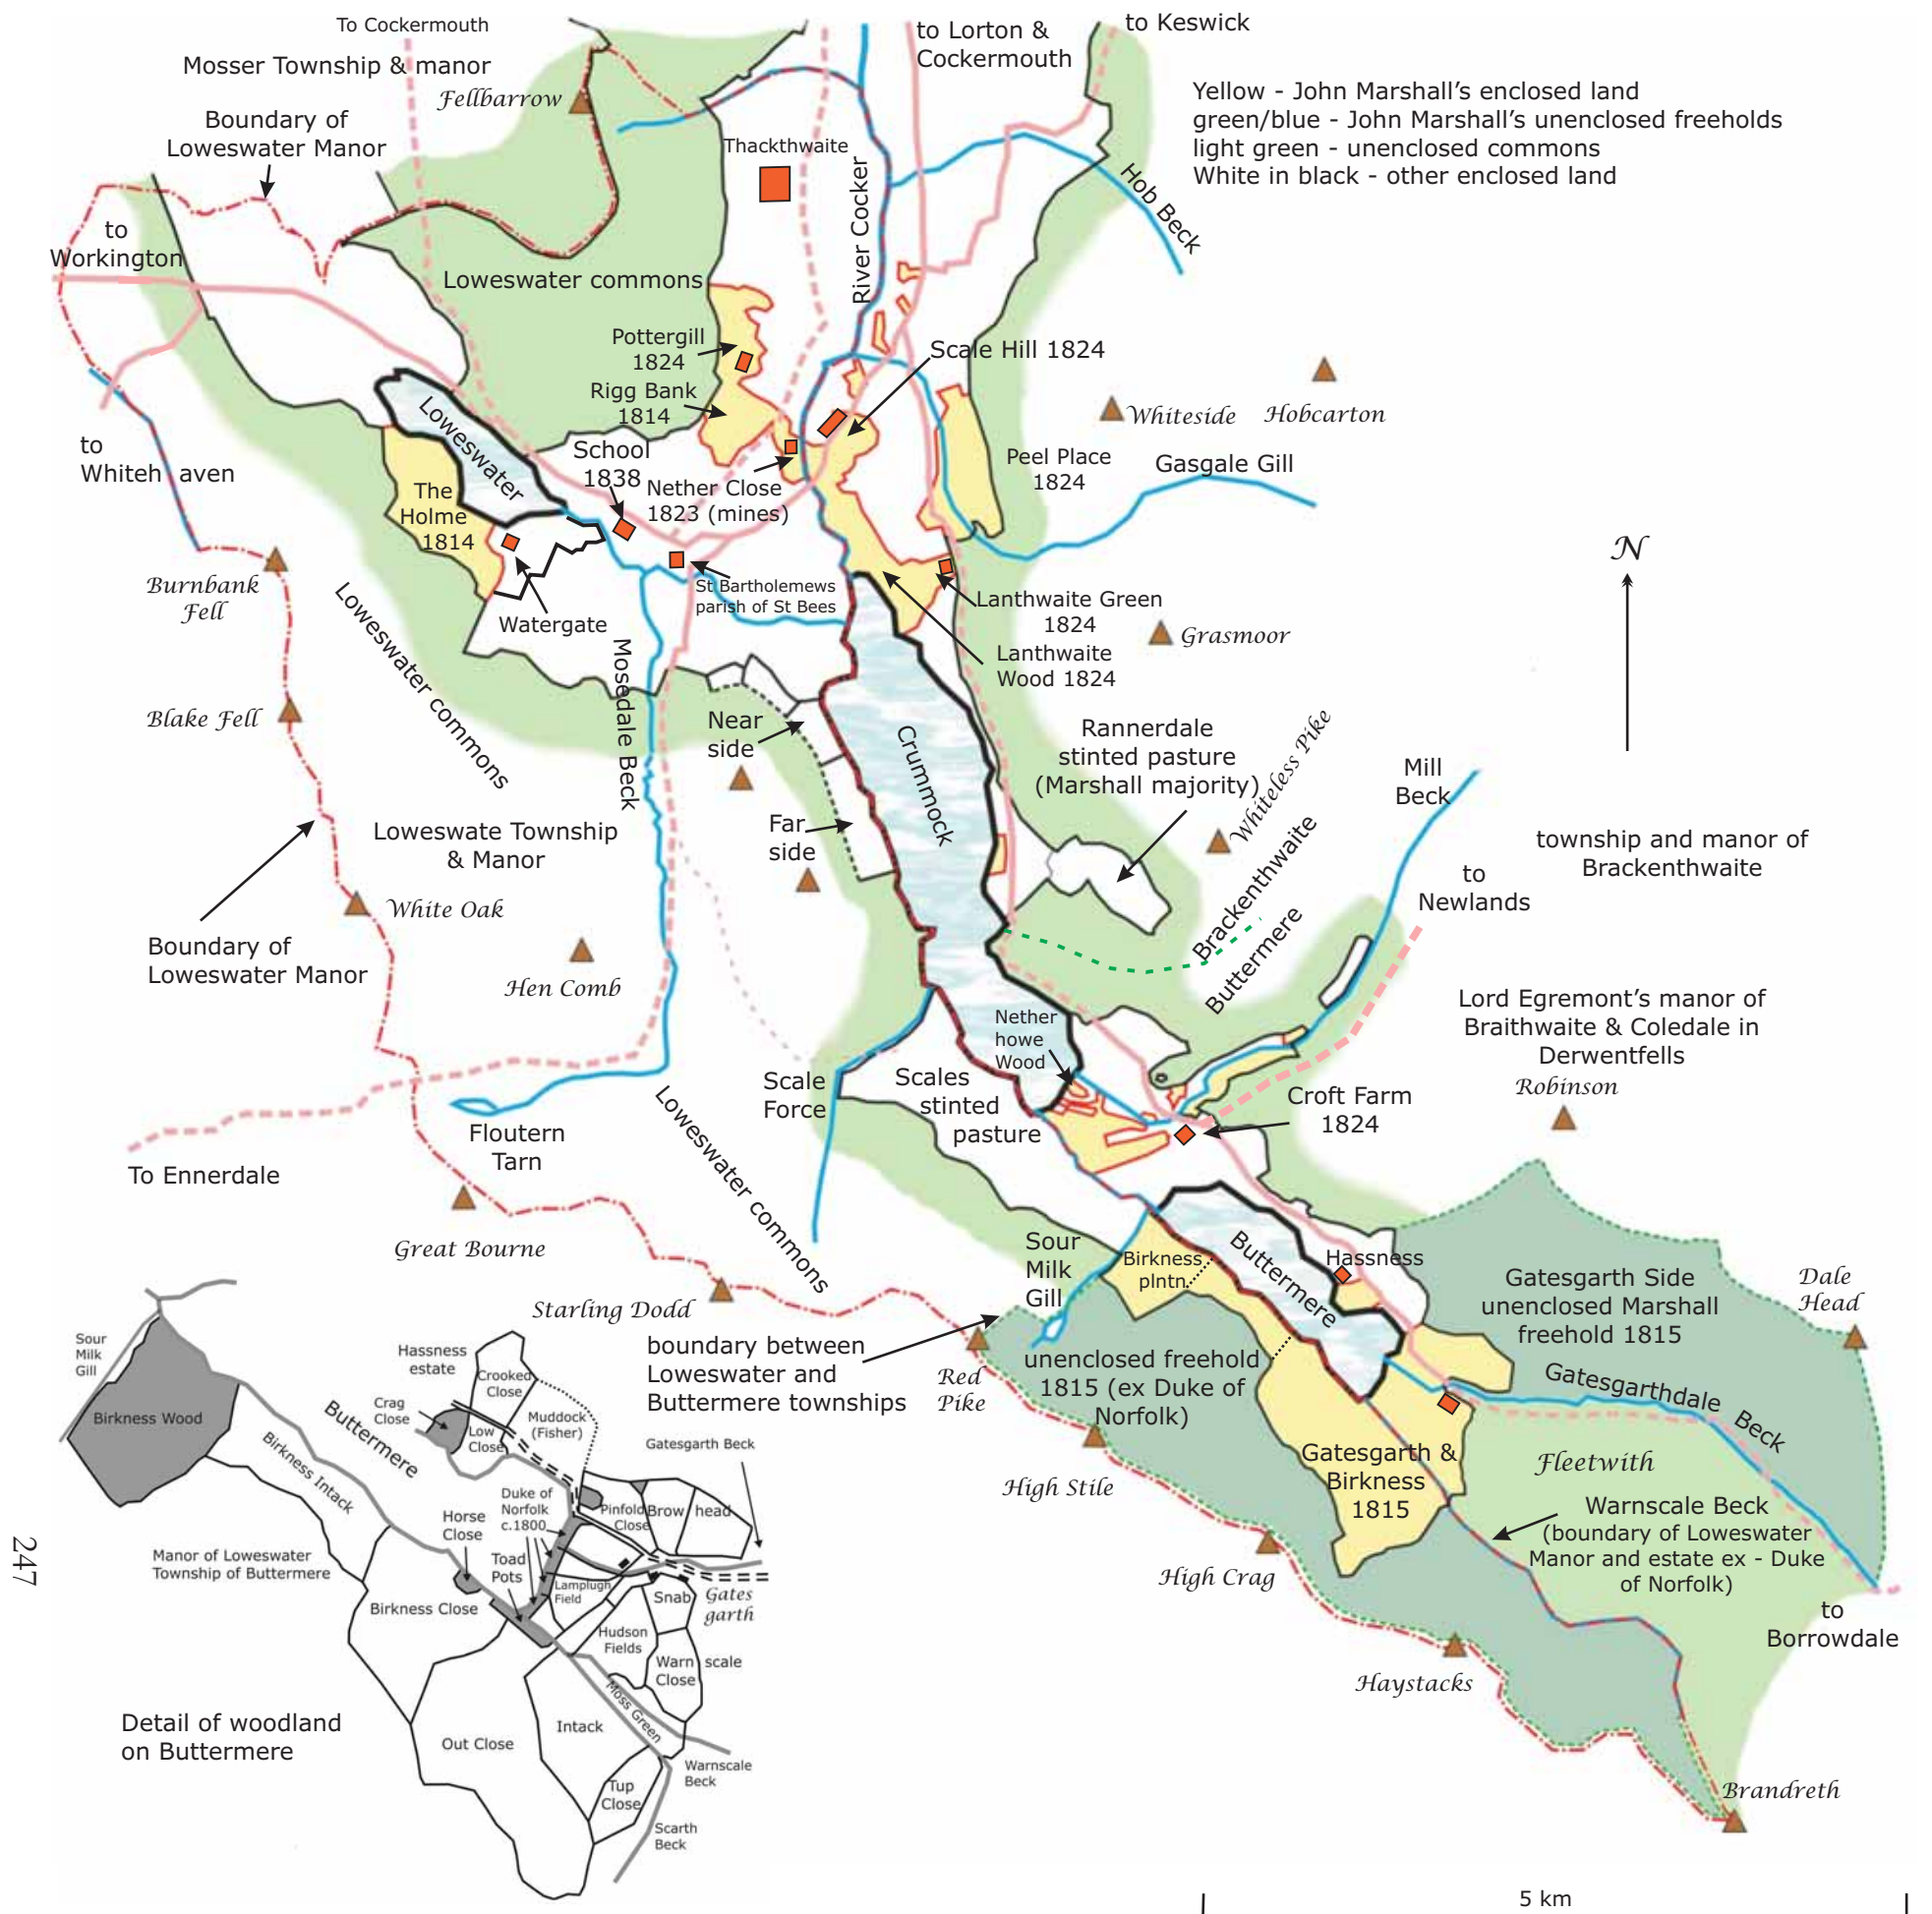 To Cockermouth
to Lorton &
Cockermouth
to Keswick
Mosser Township & manor
Fellbarrow
Boundary of
Loweswater Manor
Yellow - John Marshall's enclosed land
green/blue - John Marshall's unenclosed freeholds
light green - unenclosed commons
White in black - other enclosed land
Thackthwaite
River Cocker
Hob Beck
to
Workington
Loweswater commons
Pottergill
1824
Scale Hill 1824
Rigg Bank
1814
Whiteside
Hobcarton
Loweswater
to
Whiteh aven
School
1838
Peel Place
1824
Gasgale Gill
The
Holme
1814
Nether Close
1823 (mines)
N
Burnbank
Fell
St Bartholemews
parish of St Bees
Watergate
Lanthwaite Green
1824
Grasmoor
Lanthwaite
Wood 1824
Loweswater commons
Mosedale Beck
Blake Fell
Near
side
Crummock
Rannerdale
stinted pasture
(Marshall majority)
Whiteless Pike
Mill
Beck
Loweswate Township
& Manor
Far
side
township and manor of
Brackenthwaite
to
Newlands
White Oak
Brackenthwaite
Buttermere
Boundary of
Loweswater Manor
Hen Comb
Lord Egremont's manor of
Braithwaite & Coledale in
Derwentfells
Robinson
Nether
howe
Wood
Scale
Force
Scales
stinted
pasture
Croft Farm
1824
Loweswater commons
Floutern
Tarn
To Ennerdale
Great Bourne
Sour
Milk
Gill
Birkness
plntn
Buttermere
Hassness
Gatesgarth Side
unenclosed Marshall
freehold 1815
Dale
Head
Starling Dodd
boundary between
Loweswater and
Buttermere townships
Red
Pike
unenclosed freehold
1815 (ex Duke of
Norfolk)
Gatesgarthdale Beck
High Stile
Gatesgarth &
Birkness
1815
Fleetwith
Warnscale Beck
(boundary of Loweswater
Manor and estate ex - Duke
of Norfolk)
High Crag
to
Borrowdale
Haystacks
Brandreth
5 km
247
Sour
Milk
Gill
Hassness
estate
Crooked
Close
Crag
Close
Birkness Wood
Buttermere
Low
Close
Muddock
(Fisher)
Gatesgarth Beck
Birkness Intack
Duke of
Norfolk
c.1800
Pinfold
Close
Brow head
Horse
Close
Toad
Pots
Manor of Loweswater
Township of Buttermere
Lamplugh
Field
Snab
Gates
garth
Birkness Close
Hudson
Fields
Warn scale
Close
Moss Green
Detail of woodland
on Buttermere
Out Close
Intack
Warnscale
Beck
Tup
Close
Scarth
Beck